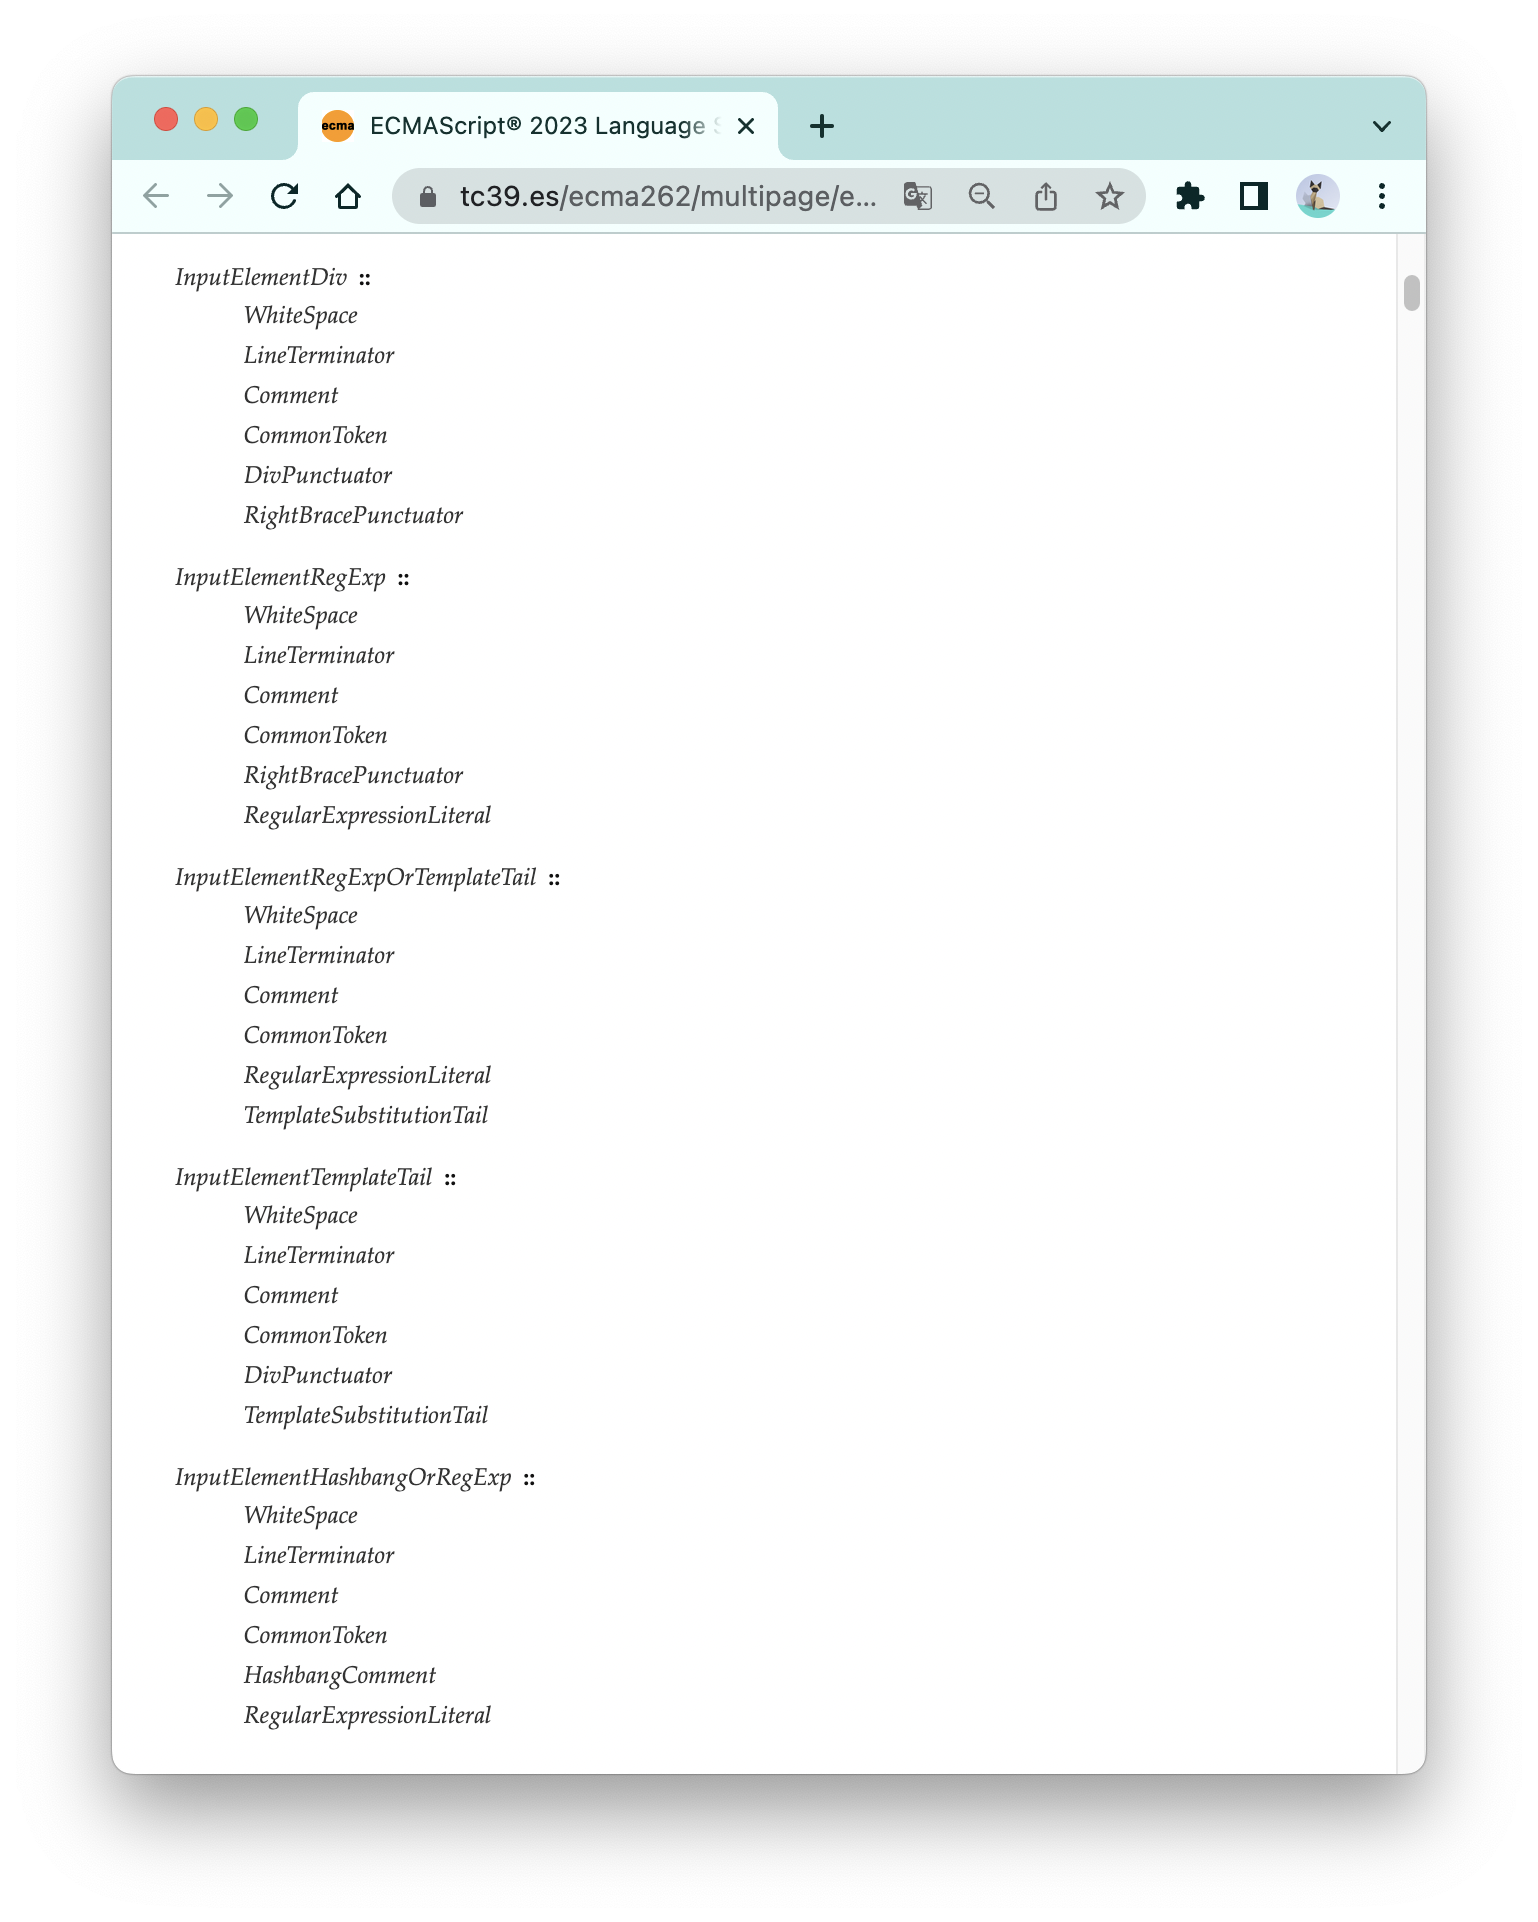 ecma ECMAScript® 2023 Language
tc39.es/ecma262/multipage/e...
InputElementDiv ::
WhiteSpace
LineTerminator
Comment
CommonToken
DivPunctuator
RightBracePunctuator
InputElementRegExp ::
WhiteSpace
LineTerminator
Comment
CommonToken
RightBracePunctuator
RegularExpressionLiteral
InputElementRegExpOrTemplateTail ::
WhiteSpace
LineTerminator
Comment
CommonToken
RegularExpressionLiteral
TemplateSubstitutionTail
InputElementTemplateTail ::
WhiteSpace
LineTerminator
Comment
CommonToken
DivPunctuator
TemplateSubstitutionTail
InputElementHashbangOrRegExp ::
WhiteSpace
LineTerminator
Comment
CommonToken
HashbangComment
RegularExpressionLiteral